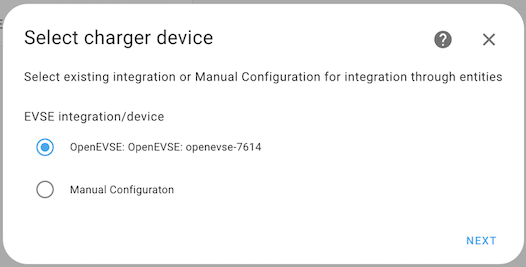 Select charger device
Select existing integration or Manual Configuration for integration through entities
EVSE integration/device
OpenEVSE: OpenEVSE: openevse-7614
Manual Configuraton
NEXT